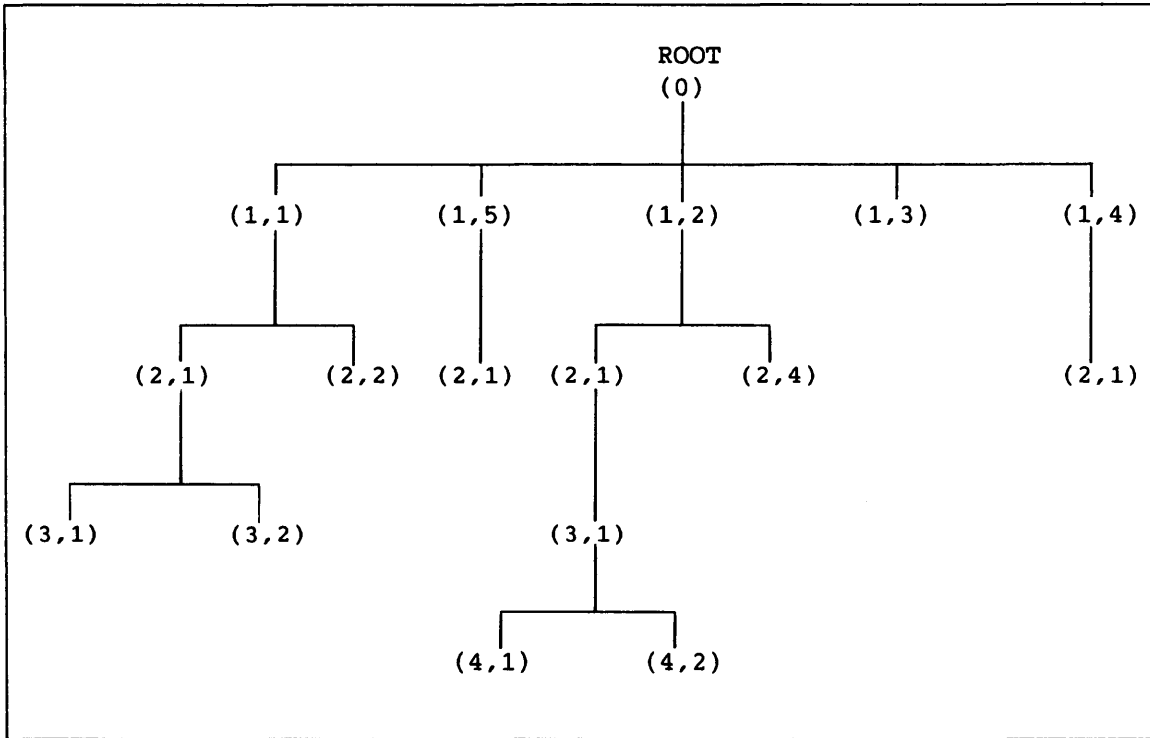 ROOT
(0)
(1,1) (1,5) (1,2) (1,3) (1,4)
(2,1) (2,2) (2,1) (2,1) (2,4) (2,1)
(3,1) (3,2) (3,1)
(4,1) (4,2)